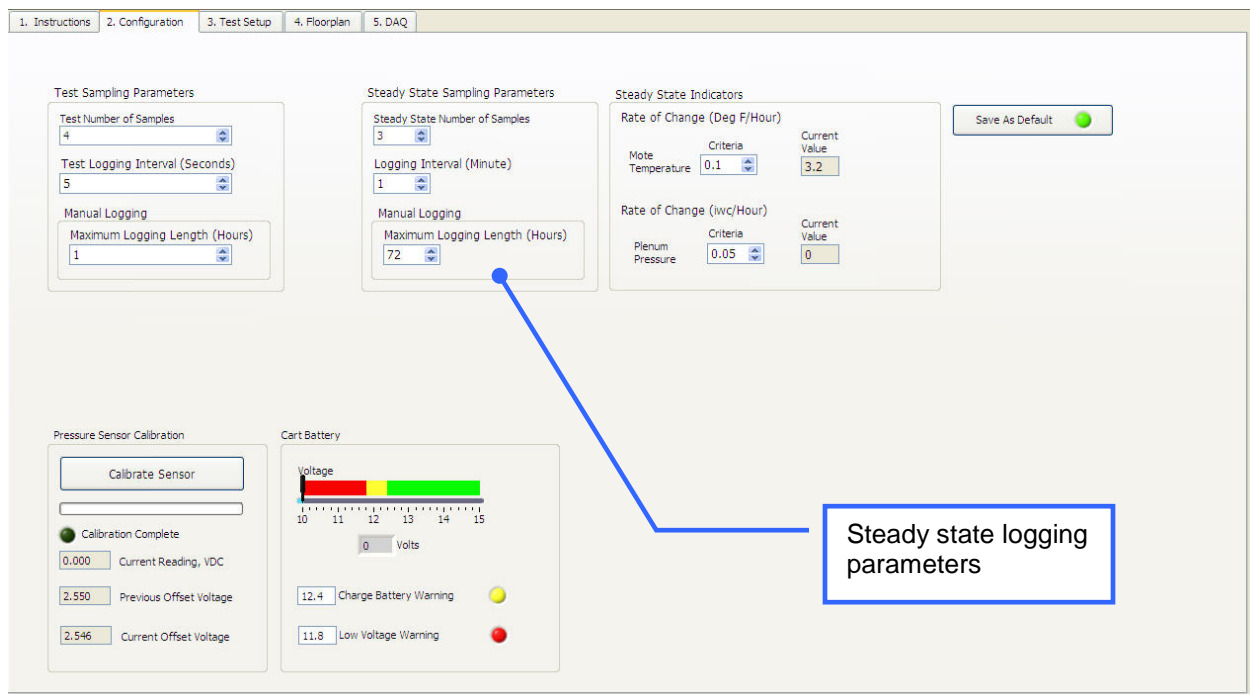 1. Instructions 2. Configuration 3. Test Setup 4. Floorplan 5. DAQ
Test Sampling Parameters
Test Number of Samples
4
Test Logging Interval (Seconds)
5
Manual Logging
Maximum Logging Length (Hours)
1
Steady State Sampling Parameters
Steady State Number of Samples
3
Logging Interval (Minute)
1
Manual Logging
Maximum Logging Length (Hours)
72
Steady State Indicators
Rate of Change (Deg F/Hour)
Mote
Temperature
Criteria
0.1
Current
Value
3.2
Rate of Change (iwc/Hour)
Plenum
Pressure
Criteria
0.05
Current
Value
0
Save As Default
Pressure Sensor Calibration
Calibrate Sensor
Calibration Complete
0.000 Current Reading, VDC
2.550 Previous Offset Voltage
2.546 Current Offset Voltage
Cart Battery
Voltage
10 11 12 13 14 15
0 Volts
12.4 Charge Battery Warning
11.8 Low Voltage Warning
Steady state logging
parameters